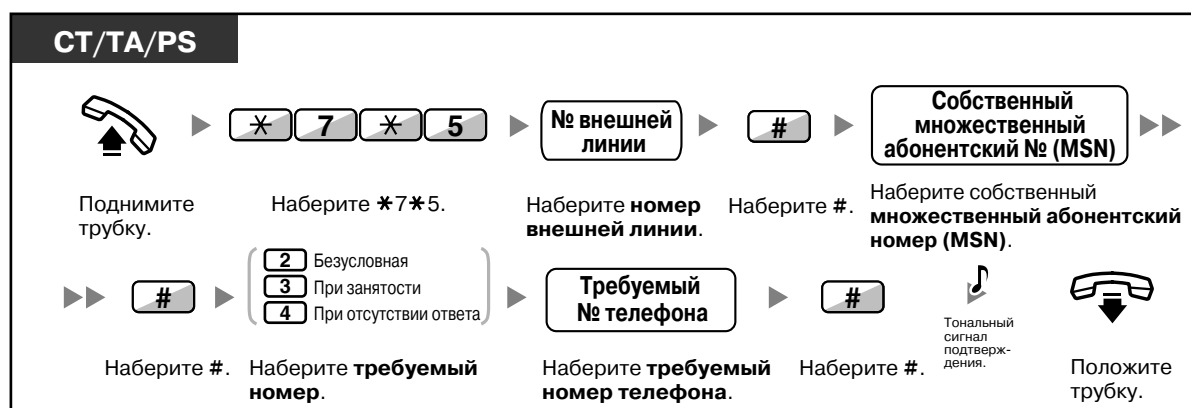 CT/TA/PS
✳ 7 ✳ 5
№ внешней
линии
#
Собственный
множественный
абонентский № (MSN)
Поднимите
трубку.
Наберите ✳7✳5.
Наберите номер
внешней линии.
Наберите #.
Наберите собственный
множественный абонентский
номер (MSN).
#
2 Безусловная
3 При занятости
4 При отсутствии ответа
Требуемый
№ телефона
#
Тональный
сигнал
подтверж-
дения.
Наберите #.
Наберите требуемый
номер.
Наберите требуемый
номер телефона.
Наберите #.
Положите
трубку.